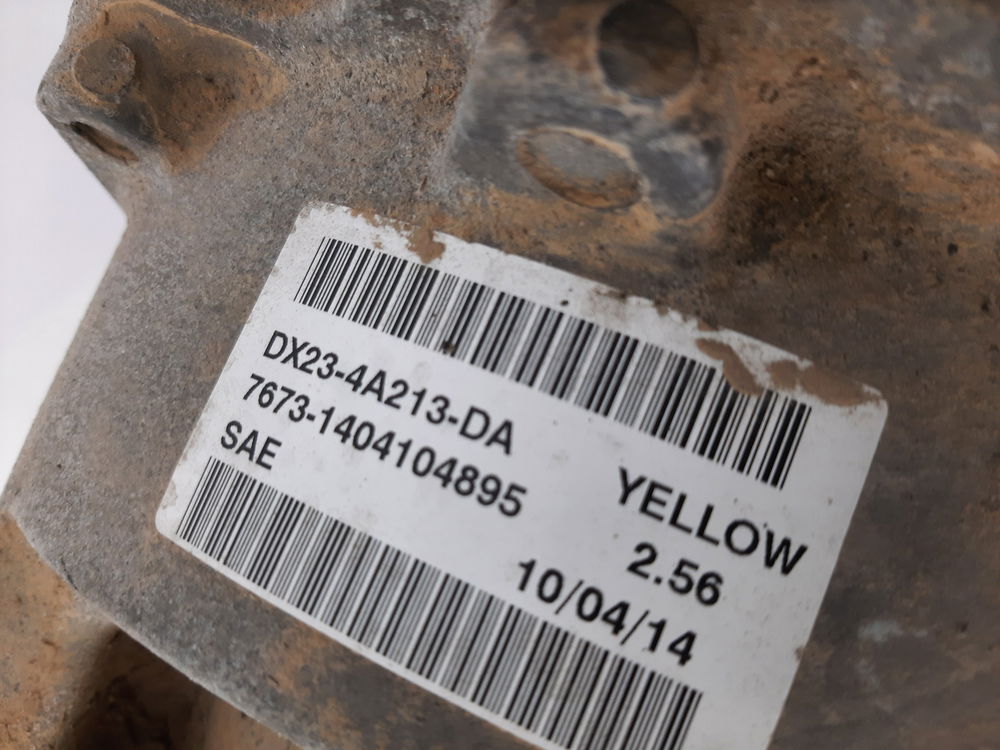 DX23-4A213-DA
7673-1404104895
SAE
YELLOW
2.56
10/04/14